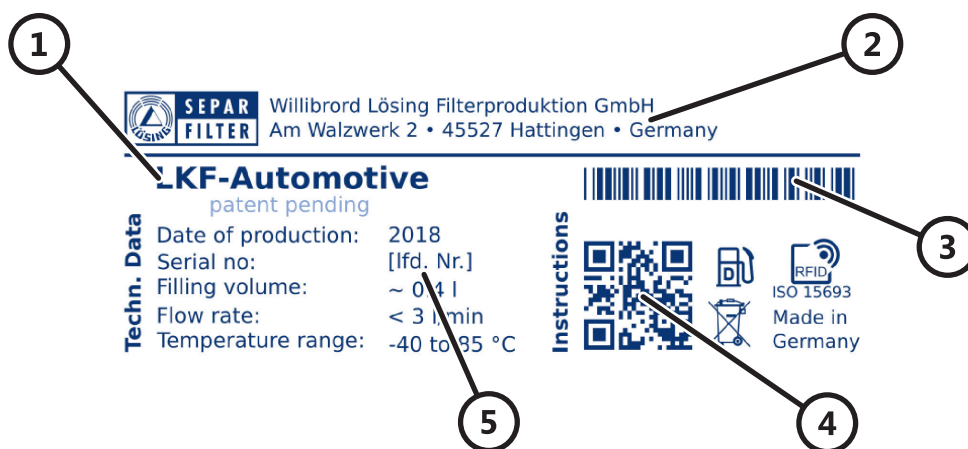 1
2
SEPAR
FILTER
LÖSING
Willibrord Lösing Filterproduktion GmbH
Am Walzwerk 2 • 45527 Hattingen • Germany
LKF-Automotive
patent pending
Techn. Data
Date of production: 2018
Serial no: [lfd. Nr.]
Filling volume: ~ 0,4 l
Flow rate: < 3 l/min
Temperature range: -40 to 85 °C
Instructions
D
RFID
ISO 15693
Made in
Germany
3
4
5